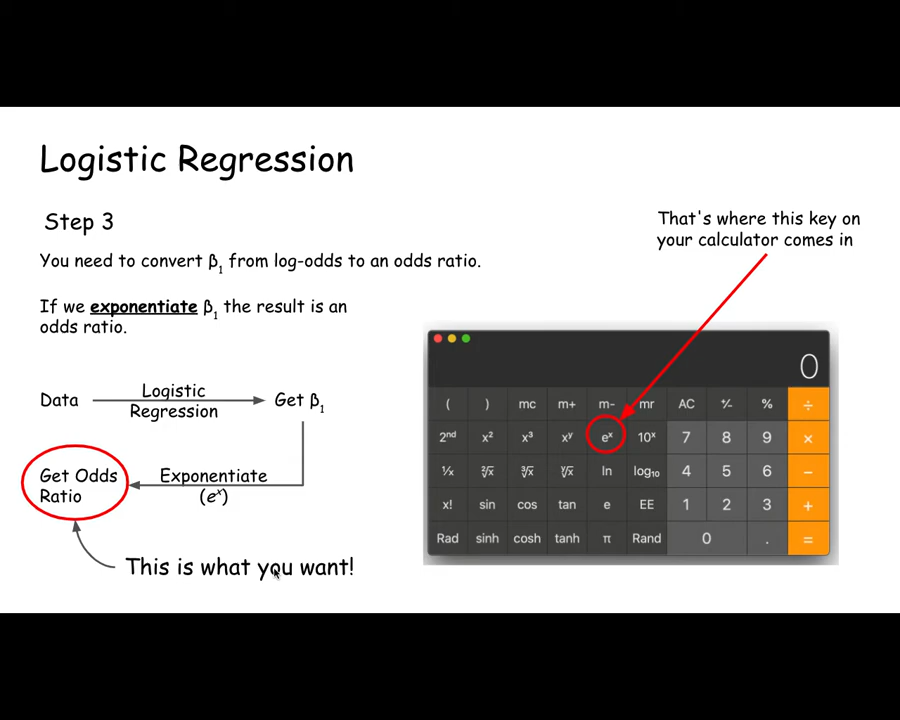 Logistic Regression
Step 3
That's where this key on
your calculator comes in
You need to convert β₁ from log-odds to an odds ratio.
If we exponentiate β₁ the result is an
odds ratio.
Data
Logistic
Regression
Get β₁
Get Odds
Ratio
Exponentiate
(eˣ)
This is what you want!
0
( ) mc m+ m- mr AC +/- % ÷
2ⁿᵈ x² x³ xʸ eˣ 10ˣ 7 8 9 ×
¹/x ²√x ³√x ʸ√x ln log₁₀ 4 5 6 −
x! sin cos tan e EE 1 2 3 +
Rad sinh cosh tanh π Rand 0 . =